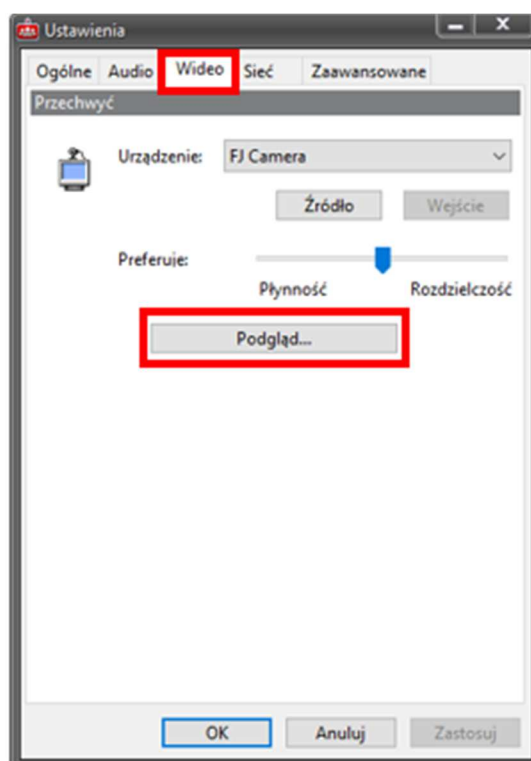 Ustawienia
Ogólne Audio Wideo Sieć Zaawansowane
Przechwyć
Urządzenie: FJ Camera
Źródło Wejście
Preferuje:
Płynność Rozdzielczość
Podgląd...
OK Anuluj Zastosuj